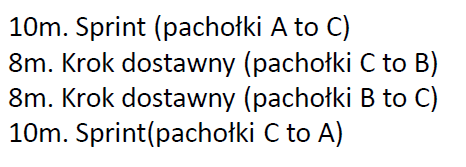 10m. Sprint (pachołki A to C)
8m. Krok dostawny (pachołki C to B)
8m. Krok dostawny (pachołki B to C)
10m. Sprint(pachołki C to A)